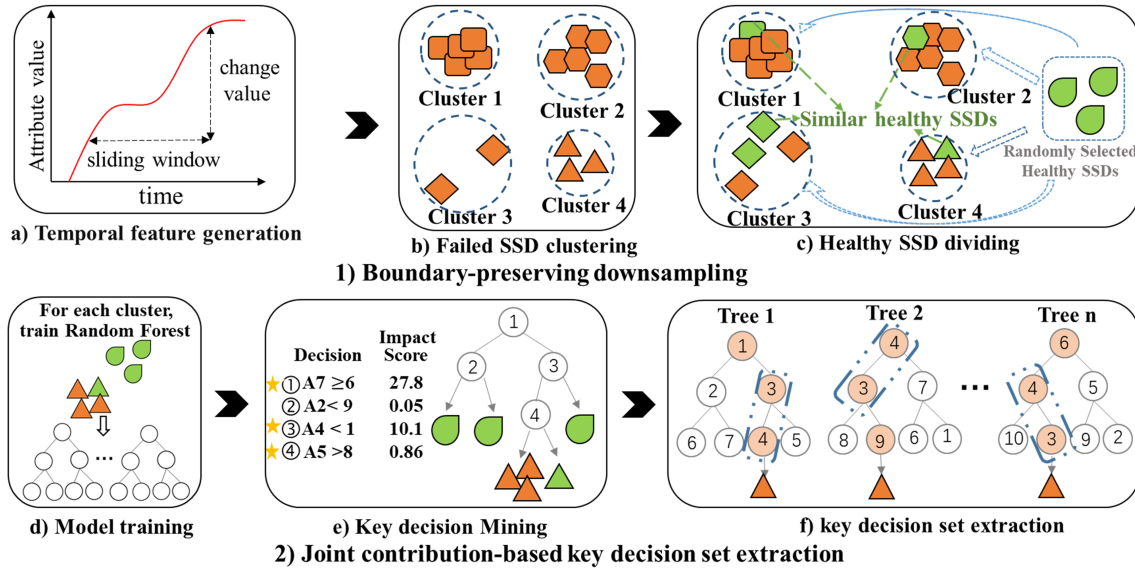 Attribute value
change
value
sliding window
time
a) Temporal feature generation
Cluster 1
Cluster 2
Cluster 3
Cluster 4
b) Failed SSD clustering
Cluster 1
Cluster 2
Similar healthy SSDs
Randomly Selected
Healthy SSDs
Cluster 3
Cluster 4
c) Healthy SSD dividing
1) Boundary-preserving downsampling
For each cluster,
train Random Forest
...
d) Model training
Decision Impact Score
① A7 ≥6 27.8
② A2< 9 0.05
③ A4 < 1 10.1
④ A5 >8 0.86
1
2 3
4
e) Key decision Mining
Tree 1
1
2 3
6 7 4 5
Tree 2
4
3 7
8 9 6 1
...
Tree n
6
4 5
10 3 9 2
f) key decision set extraction
2) Joint contribution-based key decision set extraction